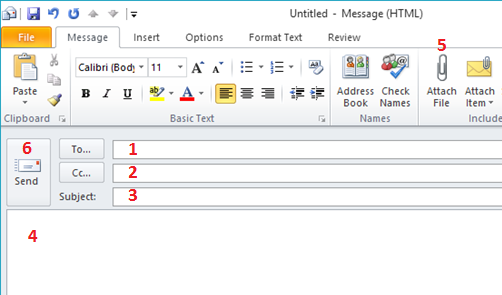 Untitled - Message (HTML)
File Message Insert Options Format Text Review
5
Calibri (Body 11 A A
Paste B I U ab A Address Book Check Names Attach File Attach Item
Clipboard Basic Text Names Include
6 To... 1
Send Cc... 2
Subject: 3
4